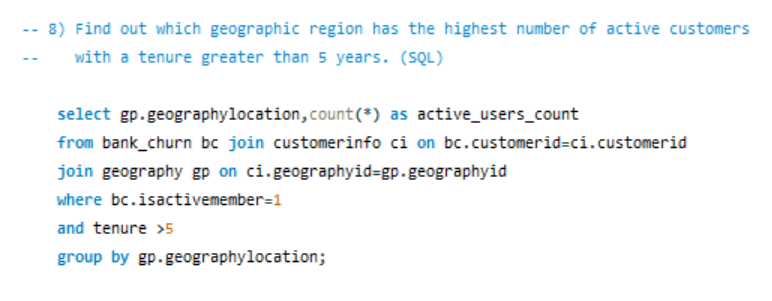 -- 8) Find out which geographic region has the highest number of active customers
-- with a tenure greater than 5 years. (SQL)
select gp.geographylocation,count(*) as active_users_count
from bank_churn bc join customerinfo ci on bc.customerid=ci.customerid
join geography gp on ci.geographyid=gp.geographyid
where bc.isactivemember=1
and tenure >5
group by gp.geographylocation;